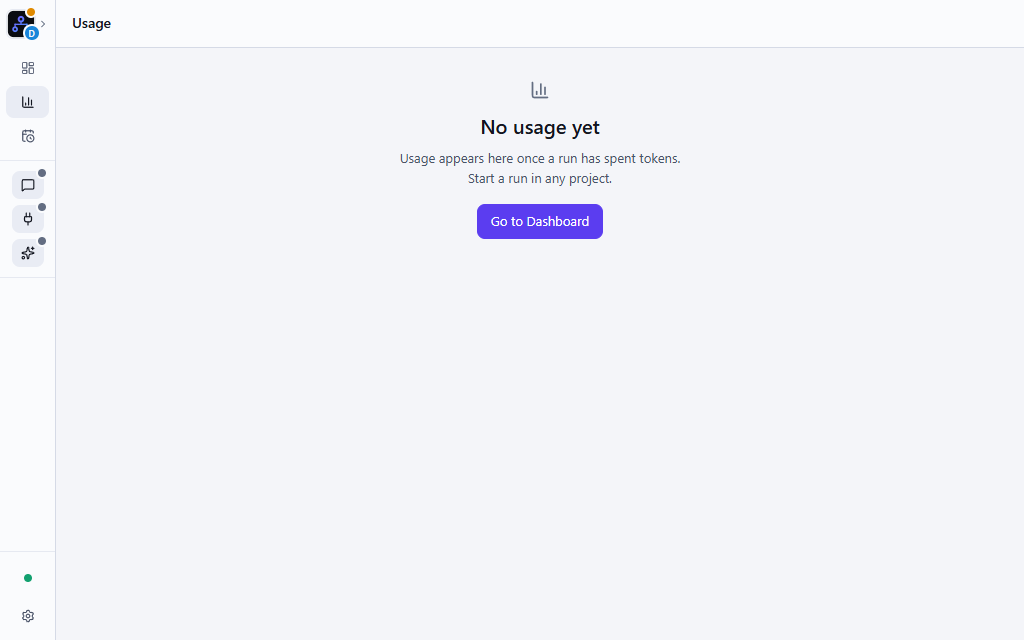 D
Usage
No usage yet
Usage appears here once a run has spent tokens.
Start a run in any project.
Go to Dashboard